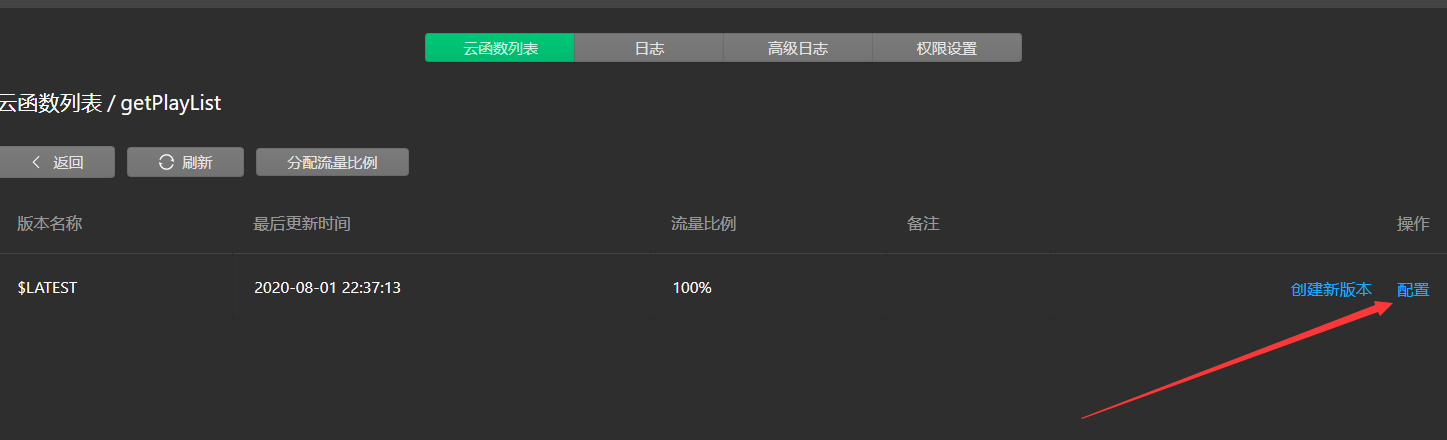 云函数列表 日志 高级日志 权限设置
云函数列表 / getPlayList
返回 刷新 分配流量比例
版本名称 最后更新时间 流量比例 备注 操作
$LATEST 2020-08-01 22:37:13 100% 创建新版本 配置